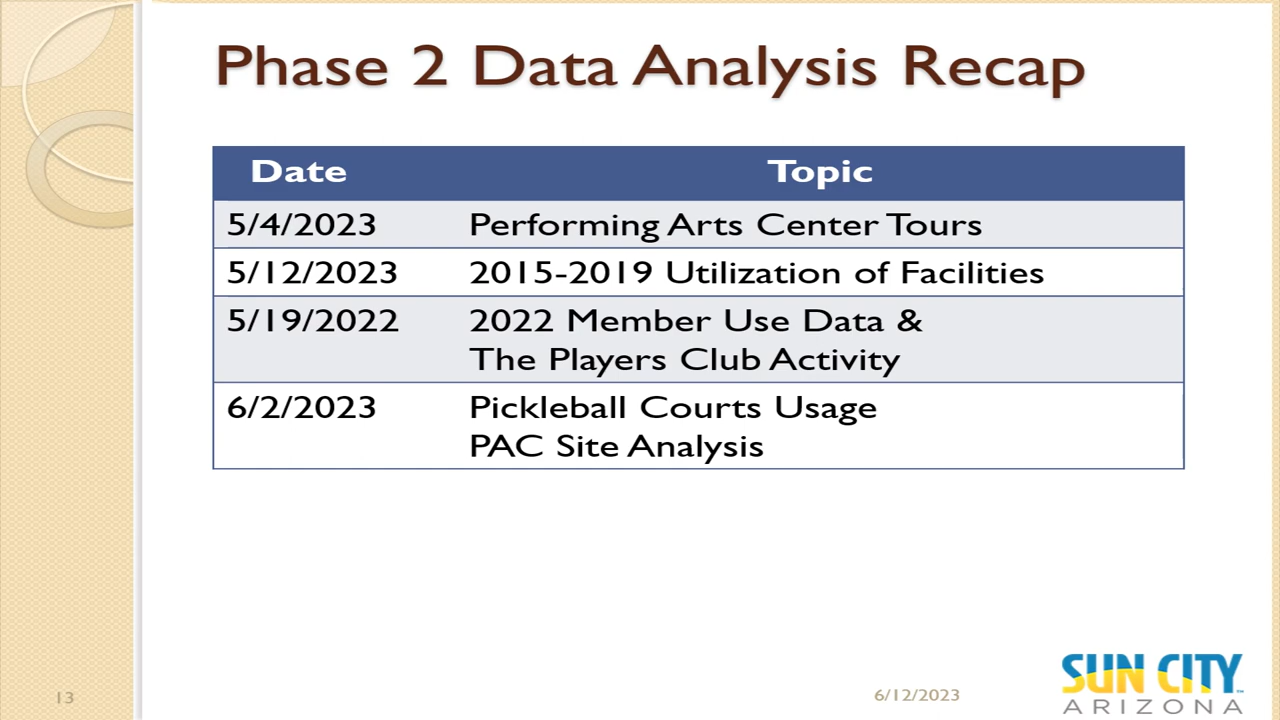 Phase 2 Data Analysis Recap
Date Topic
5/4/2023 Performing Arts Center Tours
5/12/2023 2015-2019 Utilization of Facilities
5/19/2022 2022 Member Use Data &
The Players Club Activity
6/2/2023 Pickleball Courts Usage
PAC Site Analysis
13
6/12/2023
SUN CITY™
ARIZONA